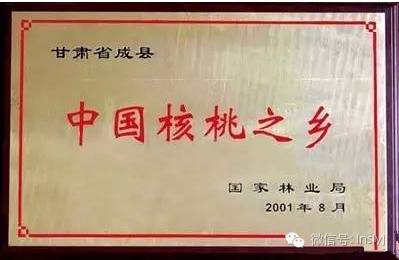 甘肃省成县
中国核桃之乡
国家林业局
2001年8月
微信号: lnslyj